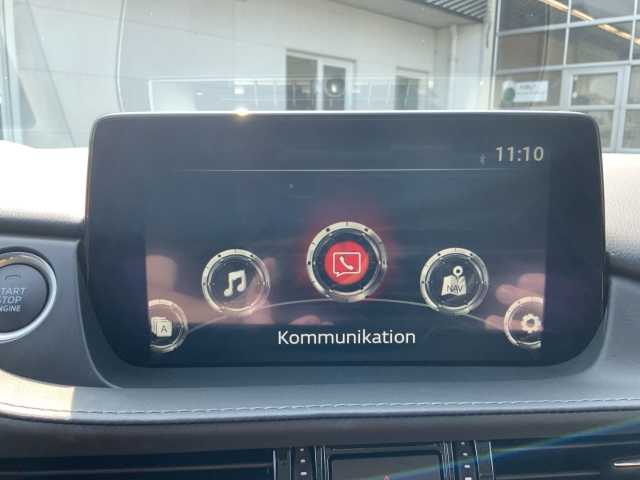 11:10
START
STOP
ENGINE
NAV
A
Kommunikation